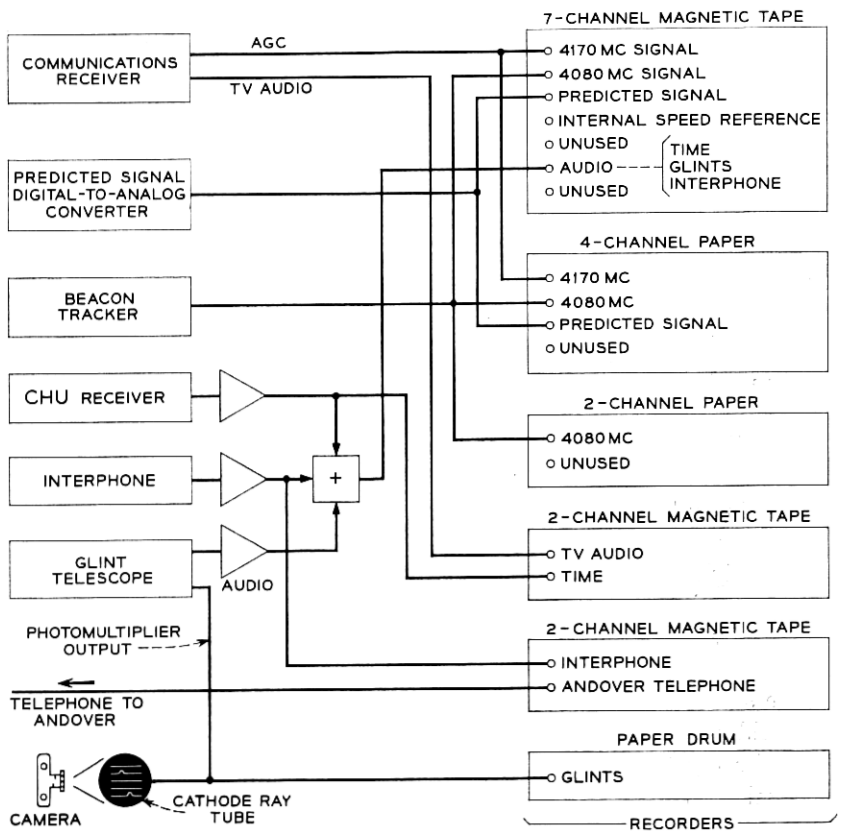 7-CHANNEL MAGNETIC TAPE
COMMUNICATIONS
RECEIVER
AGC
TV AUDIO
4170 MC SIGNAL
4080 MC SIGNAL
PREDICTED SIGNAL
INTERNAL SPEED REFERENCE
UNUSED
AUDIO
UNUSED
TIME
GLINTS
INTERPHONE
PREDICTED SIGNAL
DIGITAL-TO-ANALOG
CONVERTER
4-CHANNEL PAPER
4170 MC
4080 MC
PREDICTED SIGNAL
UNUSED
BEACON
TRACKER
CHU RECEIVER
2-CHANNEL PAPER
4080 MC
UNUSED
INTERPHONE
+
GLINT
TELESCOPE
AUDIO
2-CHANNEL MAGNETIC TAPE
TV AUDIO
TIME
PHOTOMULTIPLIER
OUTPUT
2-CHANNEL MAGNETIC TAPE
INTERPHONE
ANDOVER TELEPHONE
TELEPHONE TO
ANDOVER
PAPER DRUM
GLINTS
CAMERA
CATHODE RAY
TUBE
RECORDERS